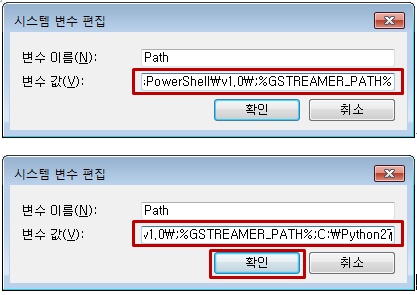 시스템 변수 편집
변수 이름(N):
Path
변수 값(V):
:PowerShell₩v1.0₩;%GSTREAMER_PATH%
확인
취소
시스템 변수 편집
변수 이름(N):
Path
변수 값(V):
v1.0₩;%GSTREAMER_PATH%;C:₩Python27
확인
취소